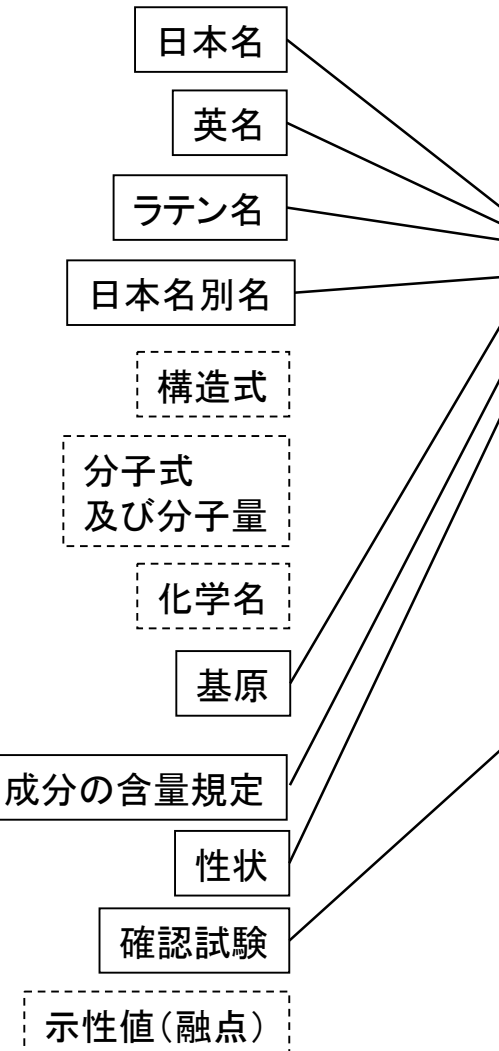 日本名
英名
ラテン名
日本名別名
構造式
分子式
及び分子量
化学名
基原
成分の含量規定
性状
確認試験
示性値(融点)